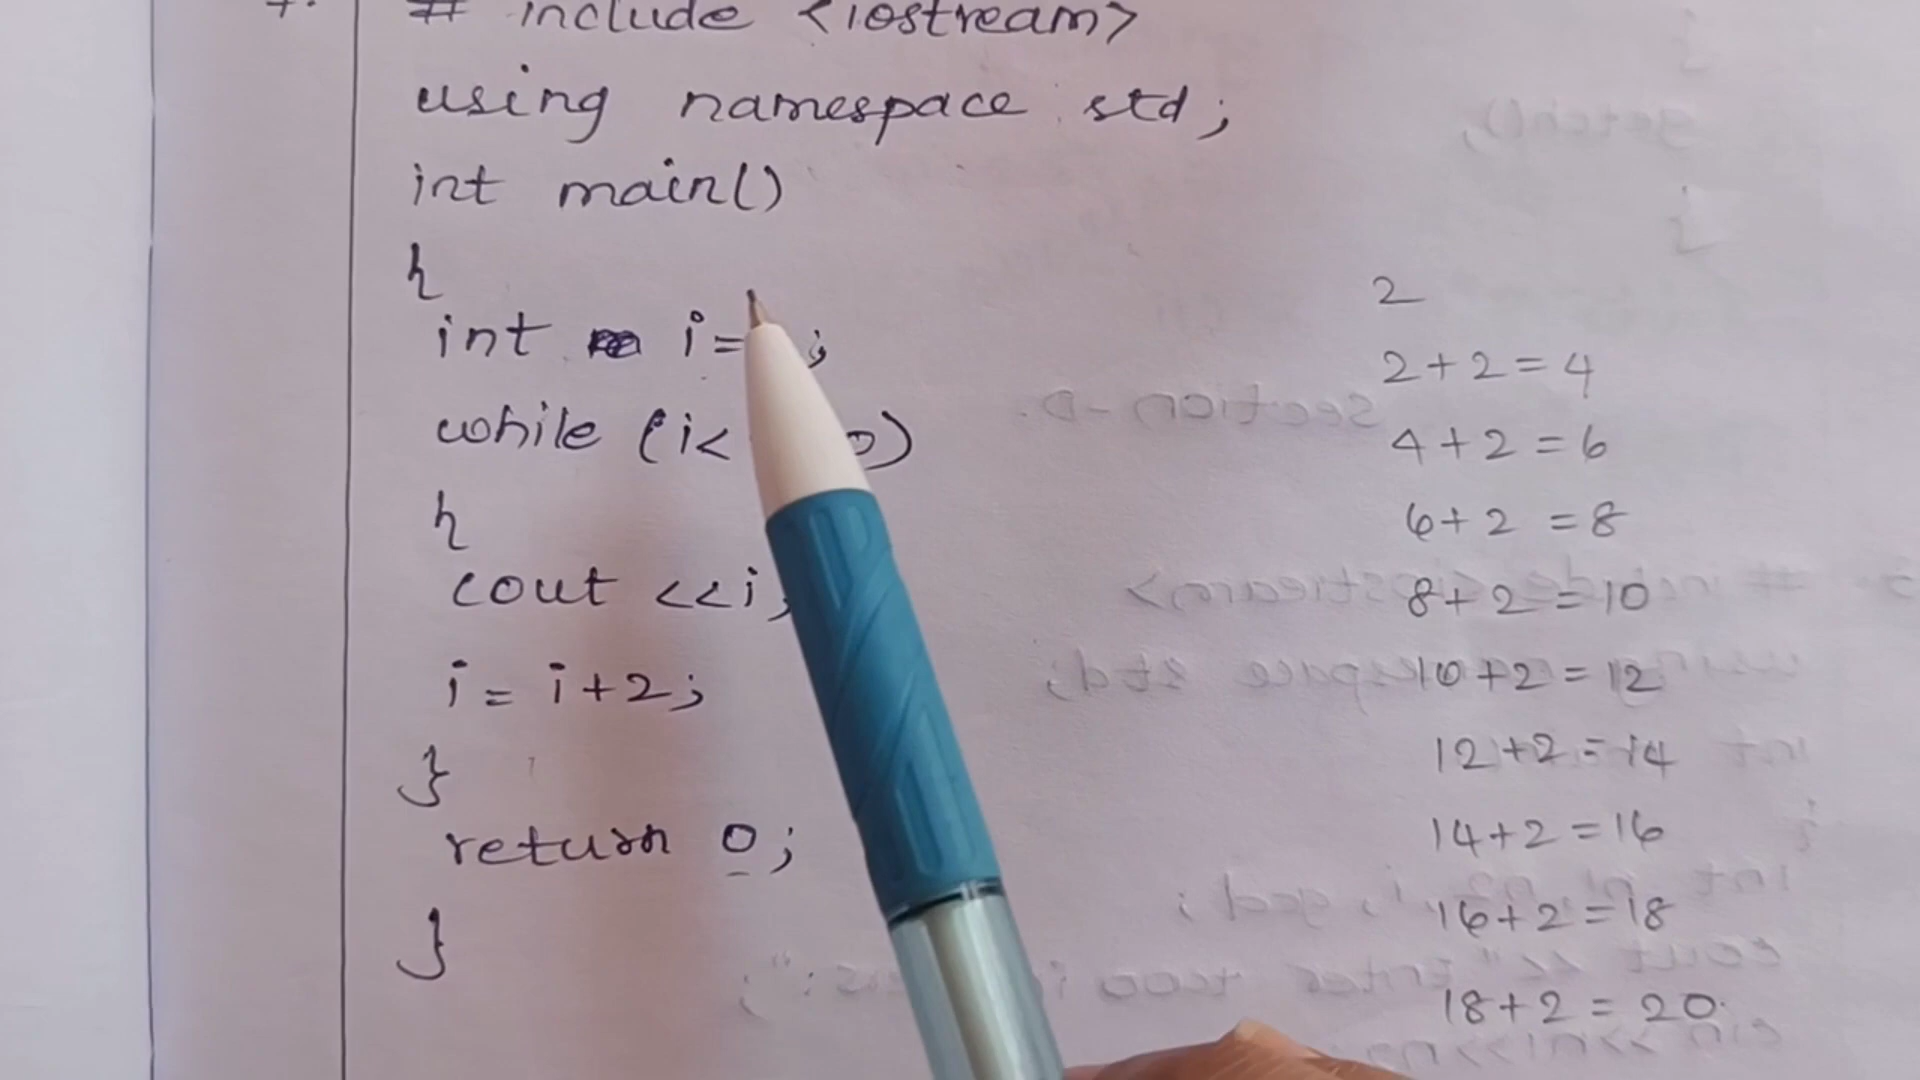 # include <iostream>
using namespace std;
int main()
{
int i= ;
while (i< 0)
{
cout <<i;
i = i+2;
}
return 0;
}
2
2+2=4
4+2=6
6+2=8
8+2=10
10+2=12
12+2=14
14+2=16
16+2=18
18+2=20.